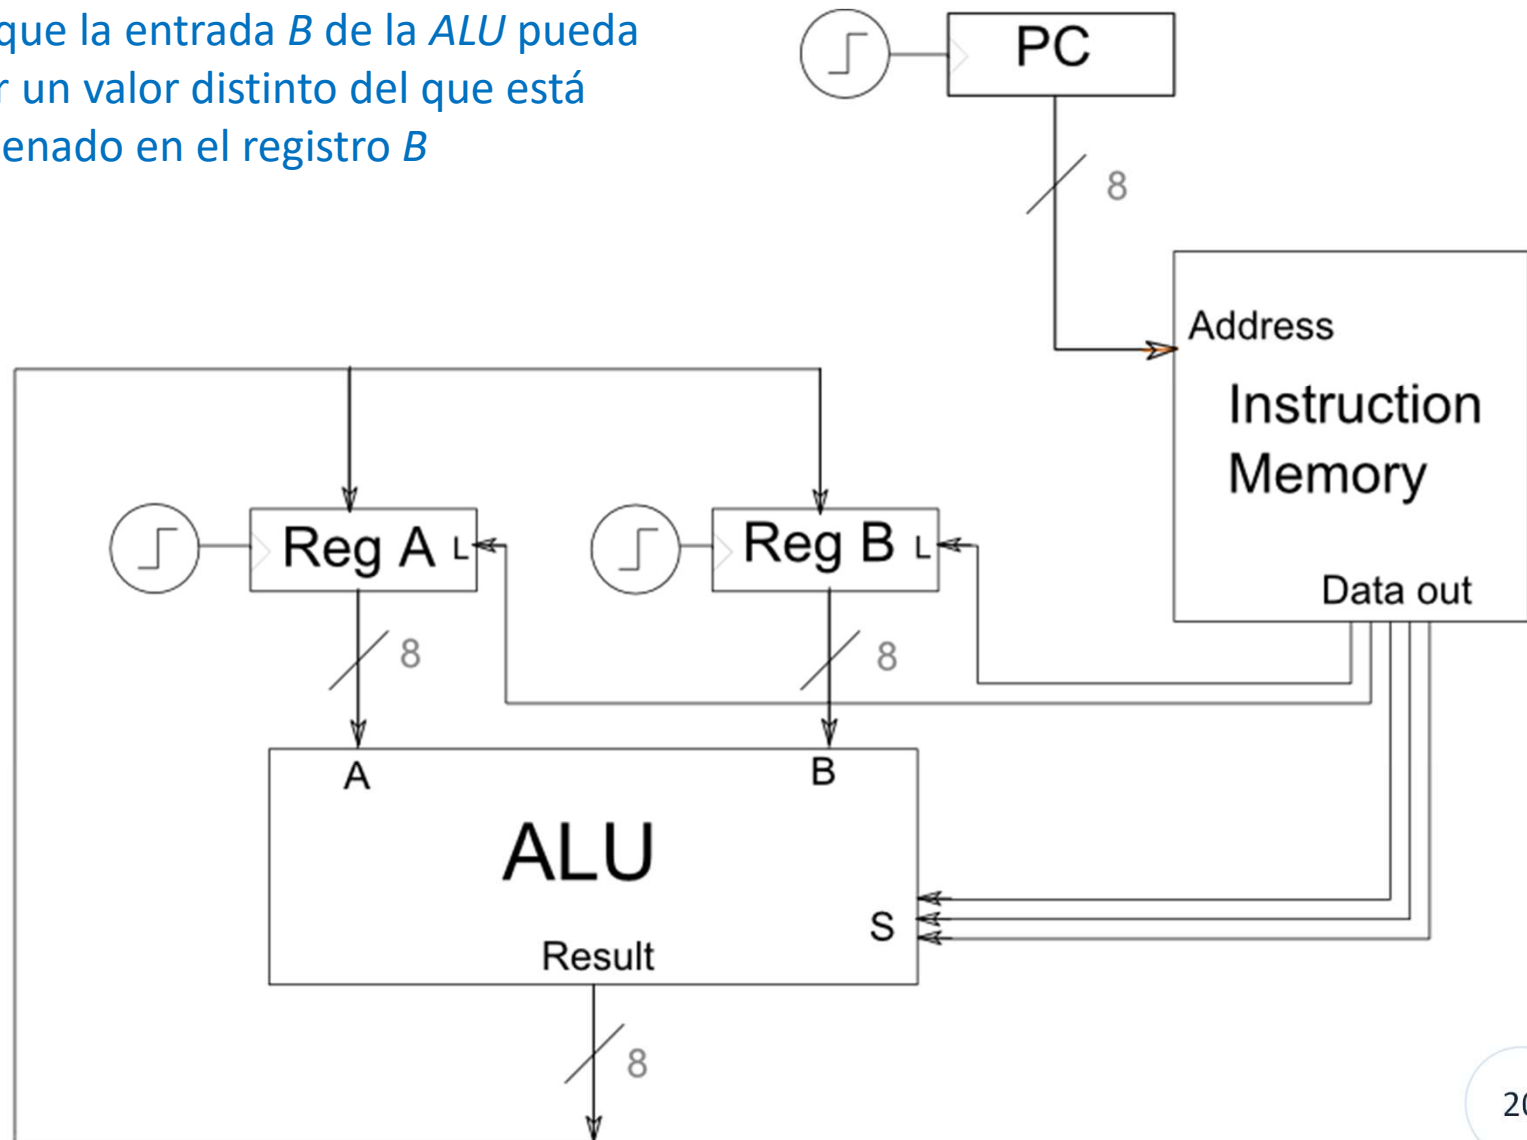 que la entrada B de la ALU pueda
r un valor distinto del que está
enado en el registro B
PC
8
Address
Instruction
Memory
Data out
Reg A L
Reg B L
8
8
A
B
ALU
S
Result
8
20